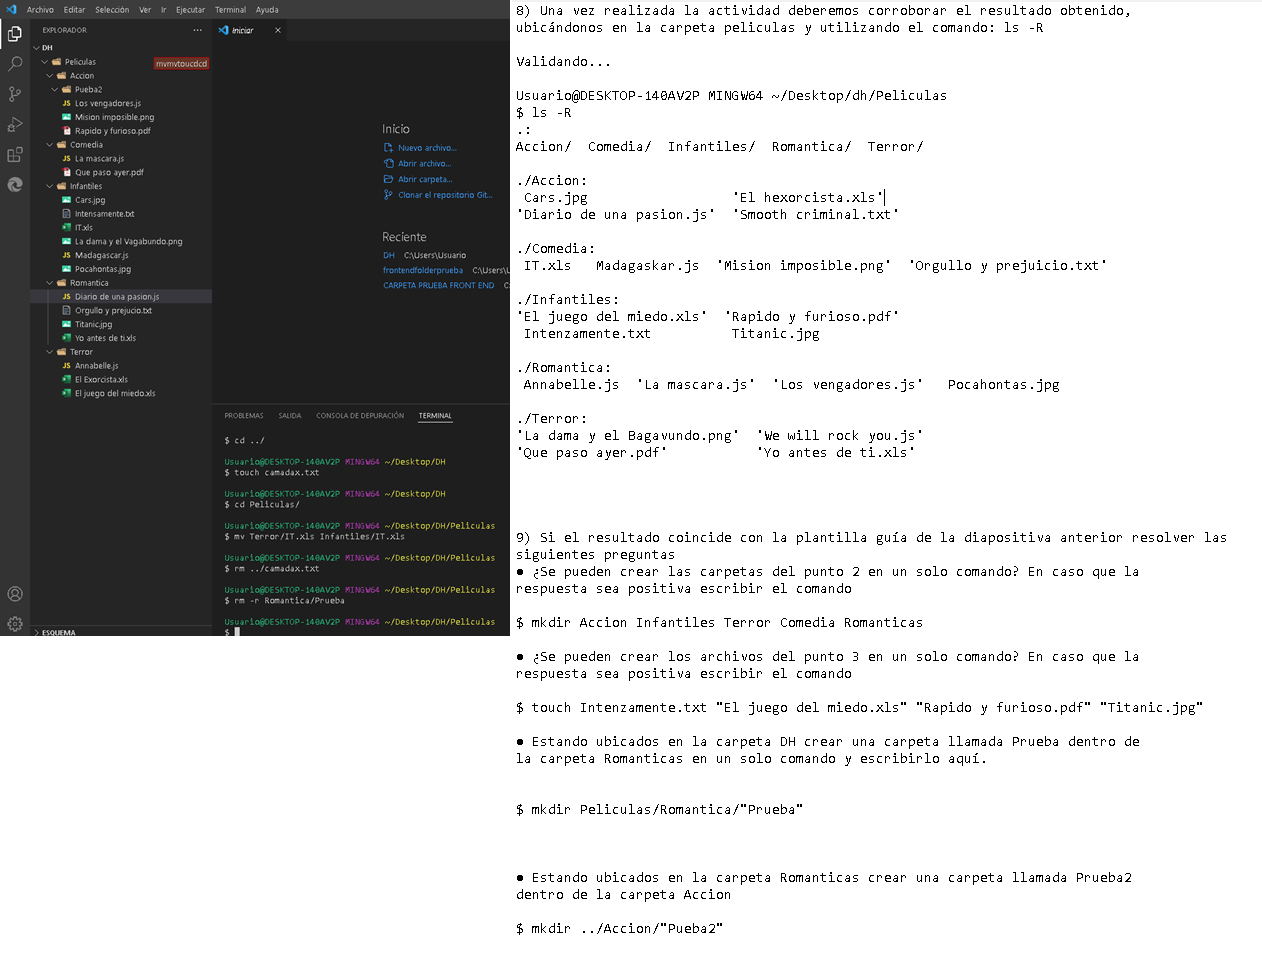 Archivo Editar Selección Ver Ir Ejecutar Terminal Ayuda
EXPLORADOR ···
DH
Peliculas
mvmvtoucdcd
Accion
Pueba2
JS Los vengadores.js
Mision imposible.png
Rapido y furioso.pdf
Comedia
JS La mascara.js
Que paso ayer.pdf
Infantiles
Cars.jpg
Intensamente.txt
IT.xls
La dama y el Vagabundo.png
JS Madagascar.js
Pocahontas.jpg
Romantica
JS Diario de una pasion.js
Orgullo y prejucio.txt
Titanic.jpg
Yo antes de ti.xls
Terror
JS Annabelle.js
El Exorcista.xls
El juego del miedo.xls
ESQUEMA
Iniciar ×
Inicio
Nuevo archivo...
Abrir archivo...
Abrir carpeta...
Clonar el repositorio Git...
Reciente
DH C:\Users\Usuario
frontendfolderprueba C:\Users\U
CARPETA PRUEBA FRONT END C:
PROBLEMAS SALIDA CONSOLA DE DEPURACIÓN TERMINAL
$ cd ../
Usuario@DESKTOP-140AV2P MINGW64 ~/Desktop/DH
$ touch camadax.txt
Usuario@DESKTOP-140AV2P MINGW64 ~/Desktop/DH
$ cd Peliculas/
Usuario@DESKTOP-140AV2P MINGW64 ~/Desktop/DH/Peliculas
$ mv Terror/IT.xls Infantiles/IT.xls
Usuario@DESKTOP-140AV2P MINGW64 ~/Desktop/DH/Peliculas
$ rm ../camadax.txt
Usuario@DESKTOP-140AV2P MINGW64 ~/Desktop/DH/Peliculas
$ rm -r Romantica/Prueba
Usuario@DESKTOP-140AV2P MINGW64 ~/Desktop/DH/Peliculas
$
8) Una vez realizada la actividad deberemos corroborar el resultado obtenido,
ubicándonos en la carpeta peliculas y utilizando el comando: ls -R
Validando...
Usuario@DESKTOP-140AV2P MINGW64 ~/Desktop/dh/Peliculas
$ ls -R
.:
Accion/ Comedia/ Infantiles/ Romantica/ Terror/
./Accion:
Cars.jpg 'El hexorcista.xls'
'Diario de una pasion.js' 'Smooth criminal.txt'
./Comedia:
IT.xls Madagaskar.js 'Mision imposible.png' 'Orgullo y prejuicio.txt'
./Infantiles:
'El juego del miedo.xls' 'Rapido y furioso.pdf'
Intenzamente.txt Titanic.jpg
./Romantica:
Annabelle.js 'La mascara.js' 'Los vengadores.js' Pocahontas.jpg
./Terror:
'La dama y el Bagavundo.png' 'We will rock you.js'
'Que paso ayer.pdf' 'Yo antes de ti.xls'
9) Si el resultado coincide con la plantilla guía de la diapositiva anterior resolver las
siguientes preguntas
● ¿Se pueden crear las carpetas del punto 2 en un solo comando? En caso que la
respuesta sea positiva escribir el comando
$ mkdir Accion Infantiles Terror Comedia Romanticas
● ¿Se pueden crear los archivos del punto 3 en un solo comando? En caso que la
respuesta sea positiva escribir el comando
$ touch Intenzamente.txt "El juego del miedo.xls" "Rapido y furioso.pdf" "Titanic.jpg"
● Estando ubicados en la carpeta DH crear una carpeta llamada Prueba dentro de
la carpeta Romanticas en un solo comando y escribirlo aquí.
$ mkdir Peliculas/Romantica/"Prueba"
● Estando ubicados en la carpeta Romanticas crear una carpeta llamada Prueba2
dentro de la carpeta Accion
$ mkdir ../Accion/"Pueba2"